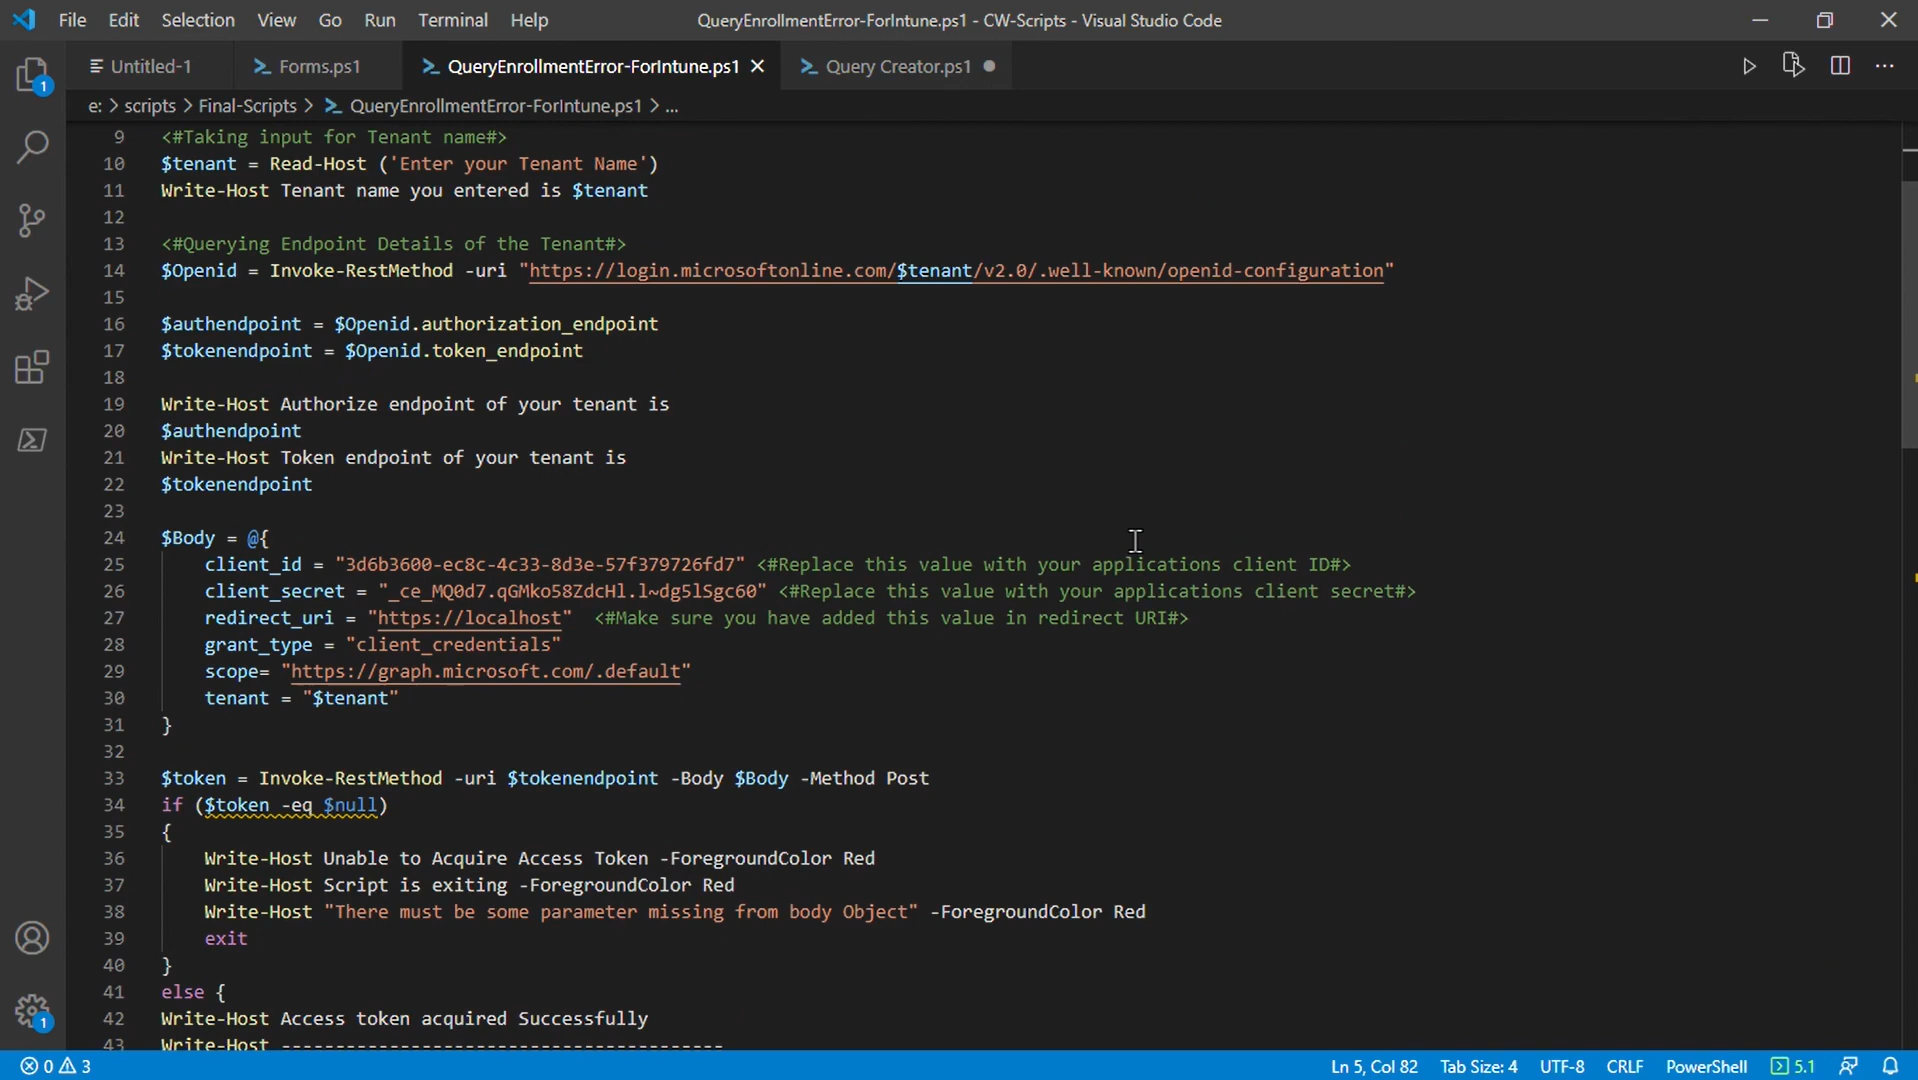 File Edit Selection View Go Run Terminal Help QueryEnrollmentError-ForIntune.ps1 - CW-Scripts - Visual Studio Code
Untitled-1 Forms.ps1 QueryEnrollmentError-ForIntune.ps1 Query Creator.ps1
e: > scripts > Final-Scripts > QueryEnrollmentError-ForIntune.ps1 > ...
9 <#Taking input for Tenant name#>
10 $tenant = Read-Host ('Enter your Tenant Name')
11 Write-Host Tenant name you entered is $tenant
12
13 <#Querying Endpoint Details of the Tenant#>
14 $Openid = Invoke-RestMethod -uri "https://login.microsoftonline.com/$tenant/v2.0/.well-known/openid-configuration"
15
16 $authendpoint = $Openid.authorization_endpoint
17 $tokenendpoint = $Openid.token_endpoint
18
19 Write-Host Authorize endpoint of your tenant is
20 $authendpoint
21 Write-Host Token endpoint of your tenant is
22 $tokenendpoint
23
24 $Body = @{
25 client_id = "3d6b3600-ec8c-4c33-8d3e-57f379726fd7" <#Replace this value with your applications client ID#>
26 client_secret = "_ce_MQ0d7.qGMko58ZdcHl.l~dg5lSgc60" <#Replace this value with your applications client secret#>
27 redirect_uri = "https://localhost" <#Make sure you have added this value in redirect URI#>
28 grant_type = "client_credentials"
29 scope= "https://graph.microsoft.com/.default"
30 tenant = "$tenant"
31 }
32
33 $token = Invoke-RestMethod -uri $tokenendpoint -Body $Body -Method Post
34 if ($token -eq $null)
35 {
36 Write-Host Unable to Acquire Access Token -ForegroundColor Red
37 Write-Host Script is exiting -ForegroundColor Red
38 Write-Host "There must be some parameter missing from body Object" -ForegroundColor Red
39 exit
40 }
41 else {
42 Write-Host Access token acquired Successfully
43 Write-Host -----------------------------------------
1
1
0 3 Ln 5, Col 82 Tab Size: 4 UTF-8 CRLF PowerShell 5.1